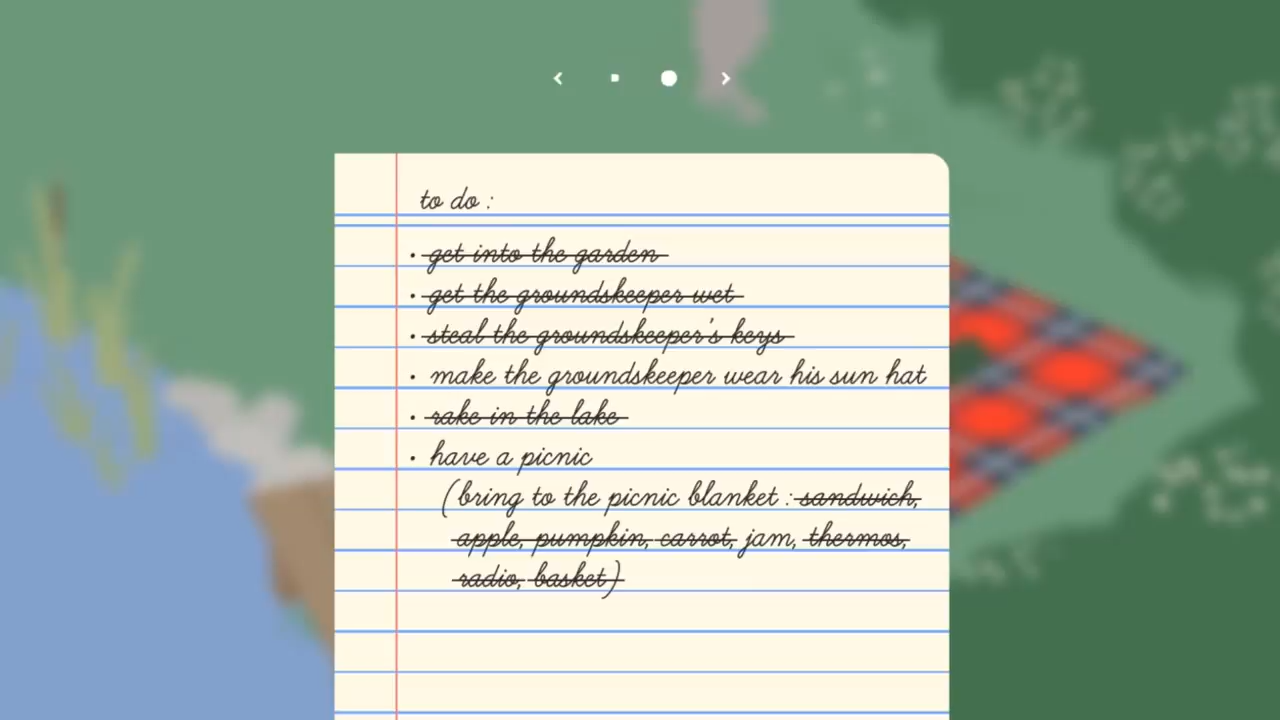 to do :
• get into the garden
• get the groundskeeper wet
• steal the groundskeeper's keys
• make the groundskeeper wear his sun hat
• rake in the lake
• have a picnic
(bring to the picnic blanket : sandwich,
apple, pumpkin, carrot, jam, thermos,
radio, basket)